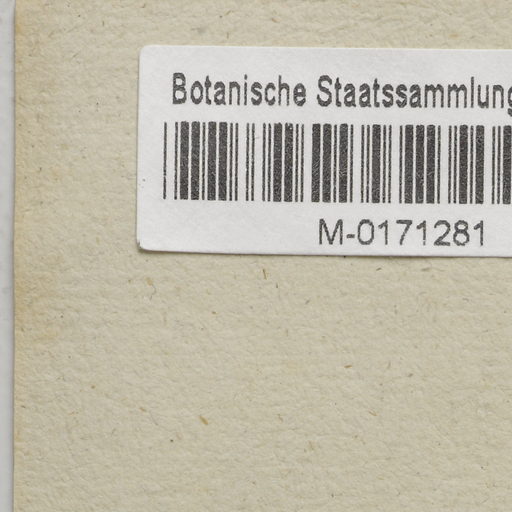 Botanische Staatssammlung
M-0171281